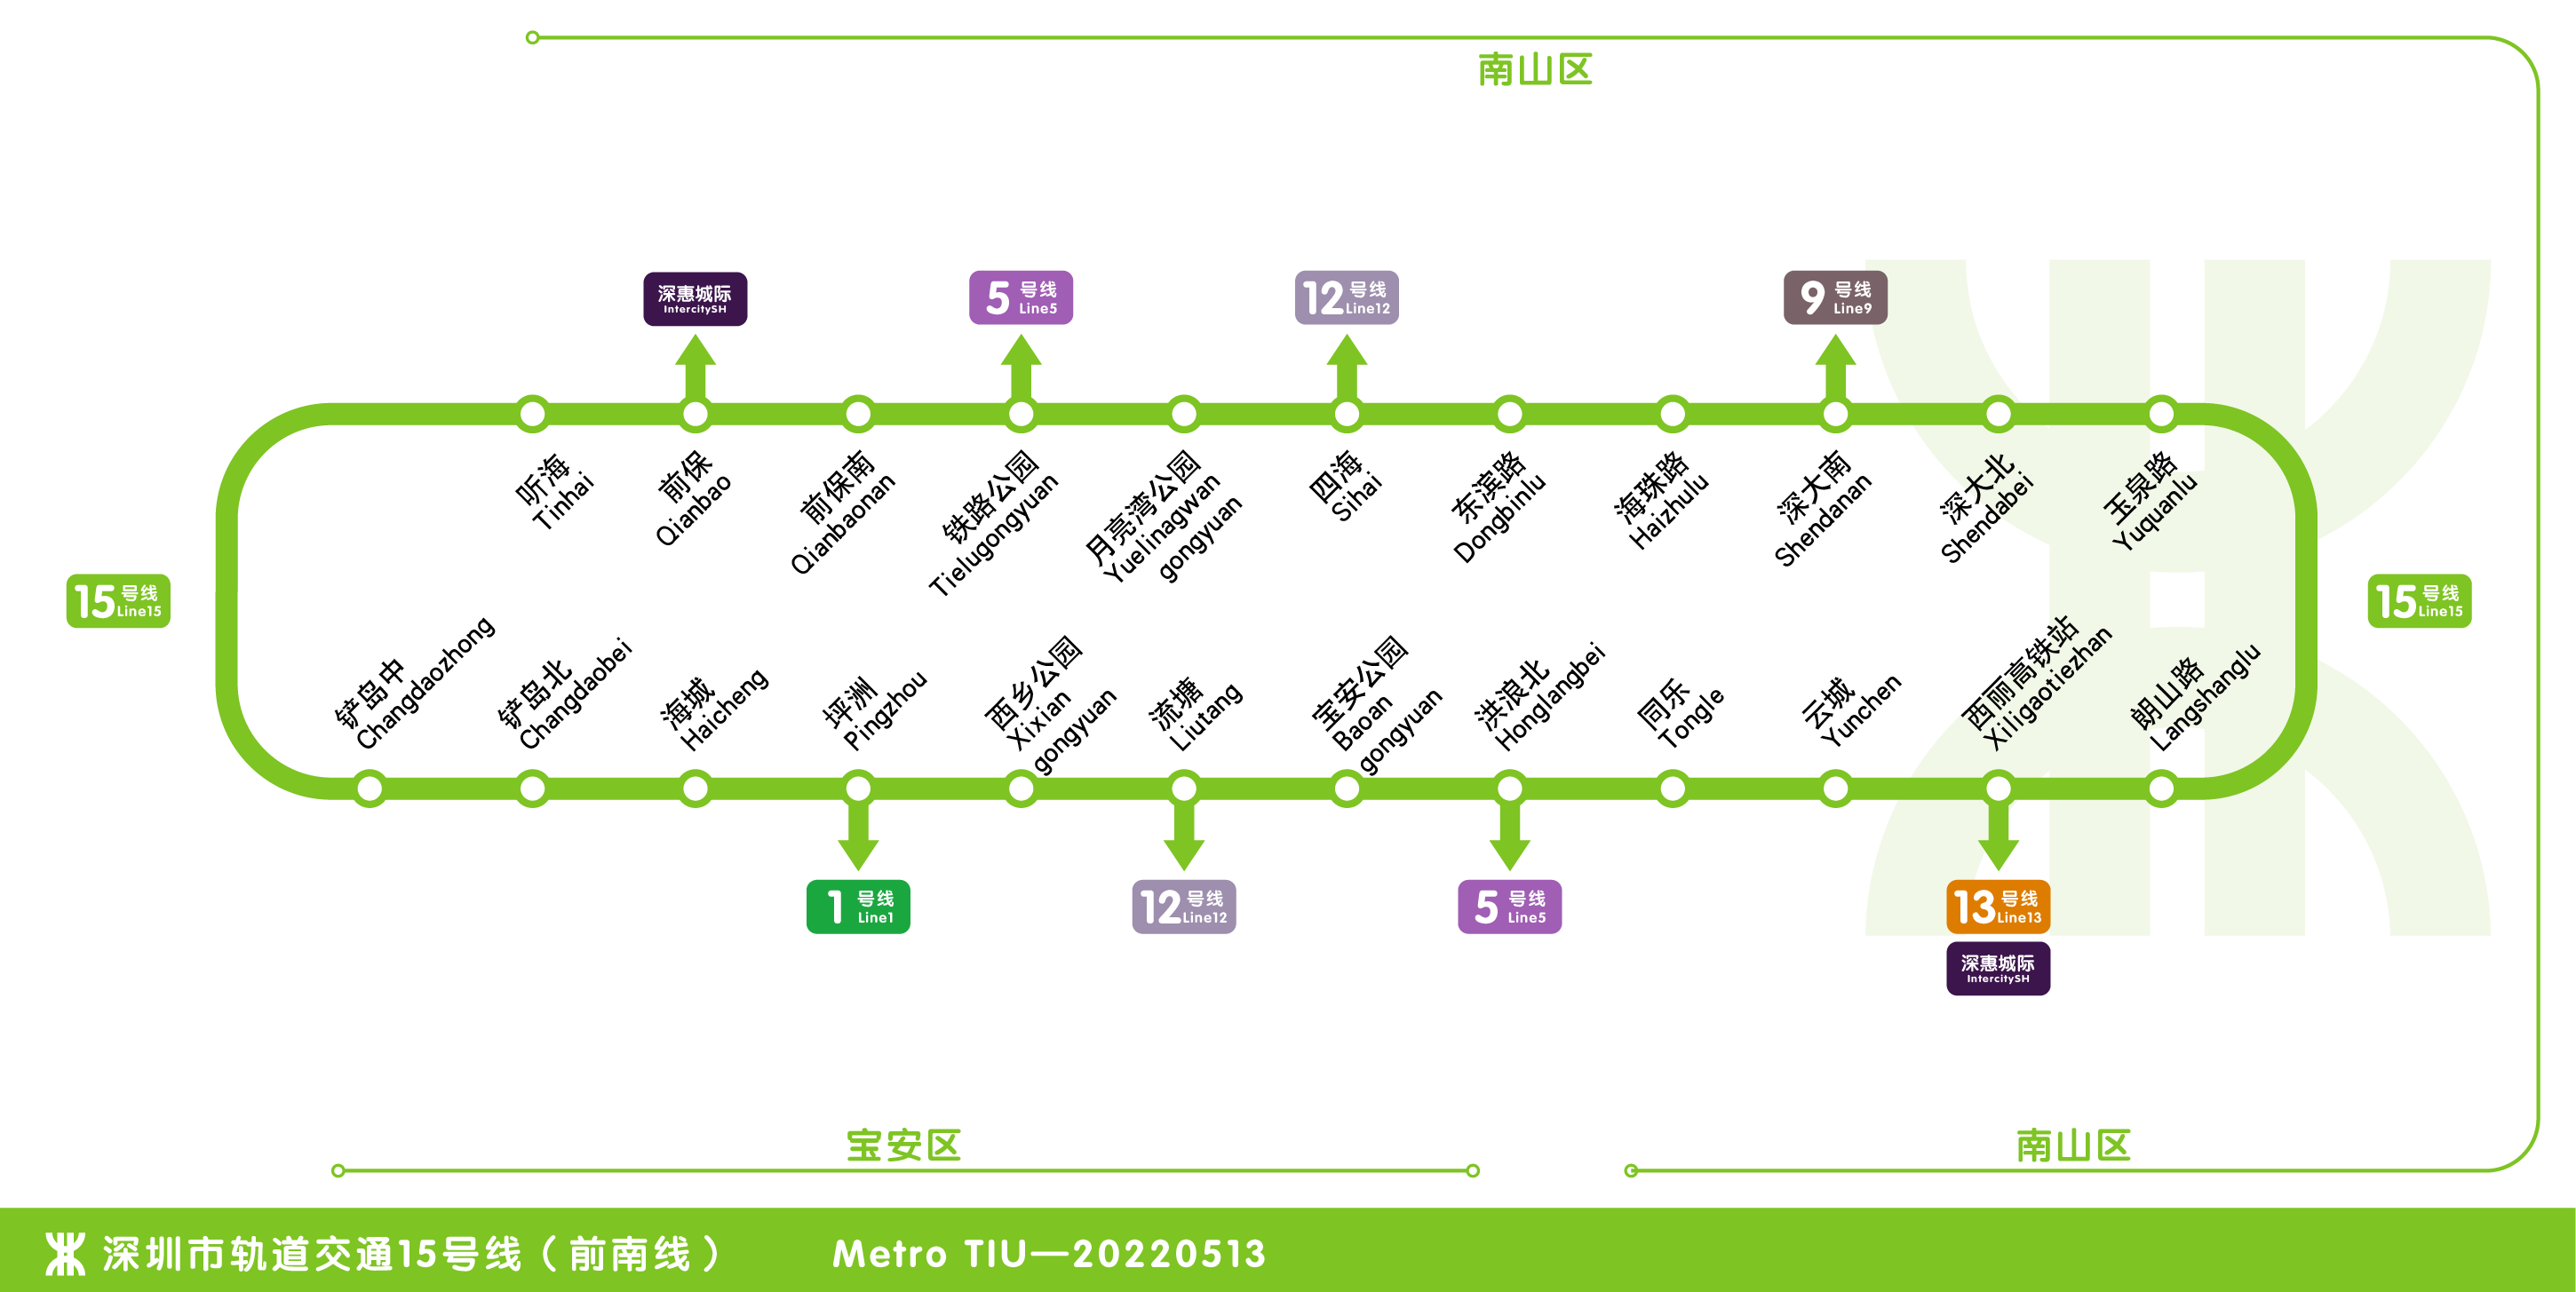 南山区
深惠城际
IntercitySH
5 号线
Line5
12 号线
Line12
9 号线
Line9
听海
Tinhai
前保
Qianbao
前保南
Qianbaonan
铁路公园
Tielugongyuan
月亮湾公园
Yuelinagwan
gongyuan
四海
Sihai
东滨路
Dongbinlu
海珠路
Haizhulu
深大南
Shendanan
深大北
Shendabei
玉泉路
Yuquanlu
15 号线
Line15
15 号线
Line15
铲岛中
Changdaozhong
铲岛北
Changdaobei
海城
Haicheng
坪洲
Pingzhou
西乡公园
Xixian
gongyuan
流塘
Liutang
宝安公园
Baoan
gongyuan
洪浪北
Honglangbei
同乐
Tongle
云城
Yunchen
西丽高铁站
Xiligaotiezhan
朗山路
Langshanglu
1 号线
Line1
12 号线
Line12
5 号线
Line5
13 号线
Line13
深惠城际
IntercitySH
宝安区
南山区
深圳市轨道交通15号线（前南线） Metro TIU—20220513